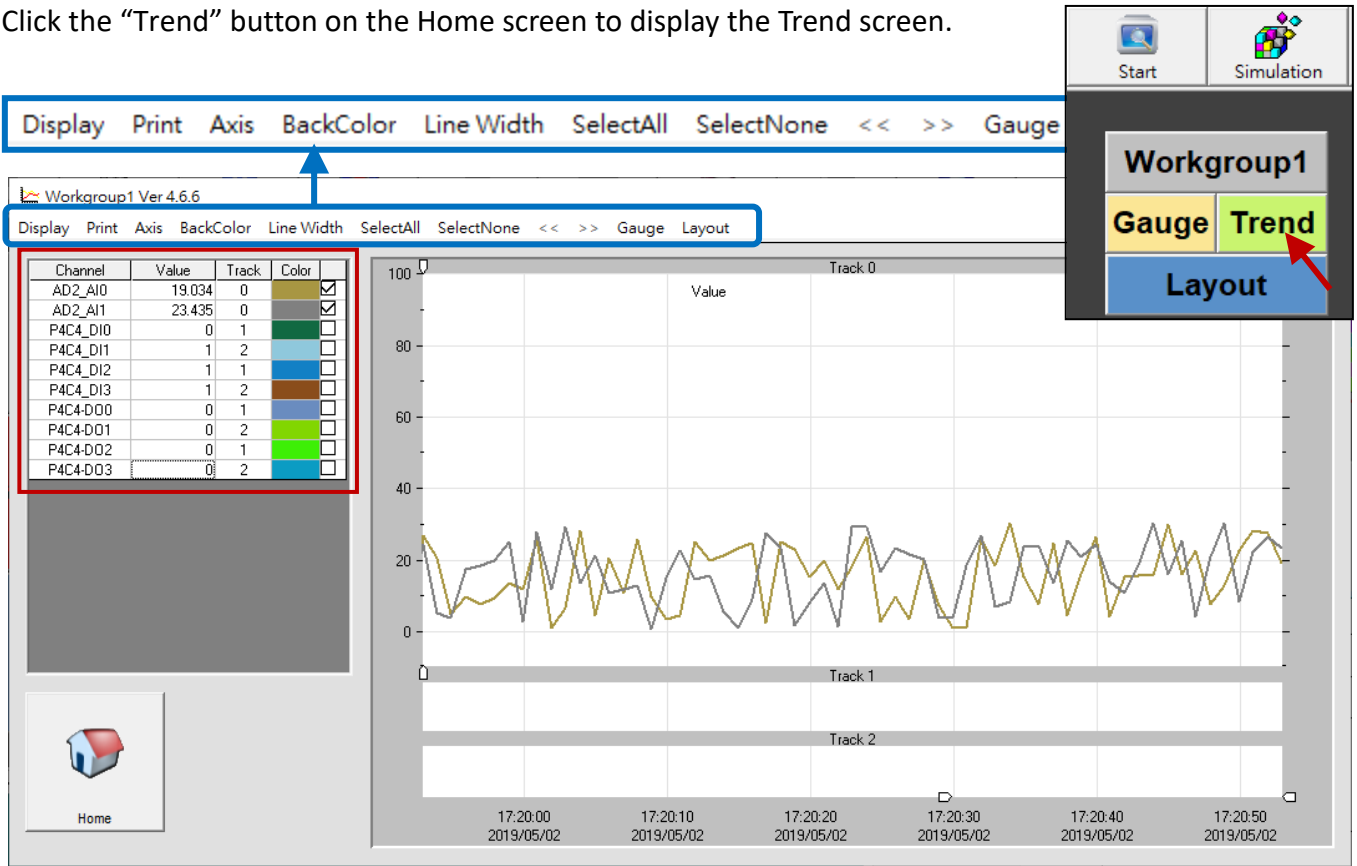 Click the “Trend” button on the Home screen to display the Trend screen.
Start Simulation
Display Print Axis BackColor Line Width SelectAll SelectNone << >> Gauge
Workgroup1
Gauge Trend
Layout
Workgroup1 Ver 4.6.6
Display Print Axis BackColor Line Width SelectAll SelectNone << >> Gauge Layout
Channel Value Track Color
AD2_AI0 19.034 0
AD2_AI1 23.435 0
P4C4_DI0 0 1
P4C4_DI1 1 2
P4C4_DI2 1 1
P4C4_DI3 1 2
P4C4-DO0 0 1
P4C4-DO1 0 2
P4C4-DO2 0 1
P4C4-DO3 0 2
Home
Track 0
Value
100
80
60
40
20
0
Track 1
Track 2
17:20:00 17:20:10 17:20:20 17:20:30 17:20:40 17:20:50
2019/05/02 2019/05/02 2019/05/02 2019/05/02 2019/05/02 2019/05/02